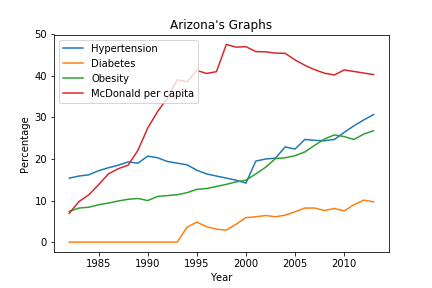 Arizona's Graphs
Hypertension
Diabetes
Obesity
McDonald per capita
Percentage
50
40
30
20
10
0
1985 1990 1995 2000 2005 2010
Year